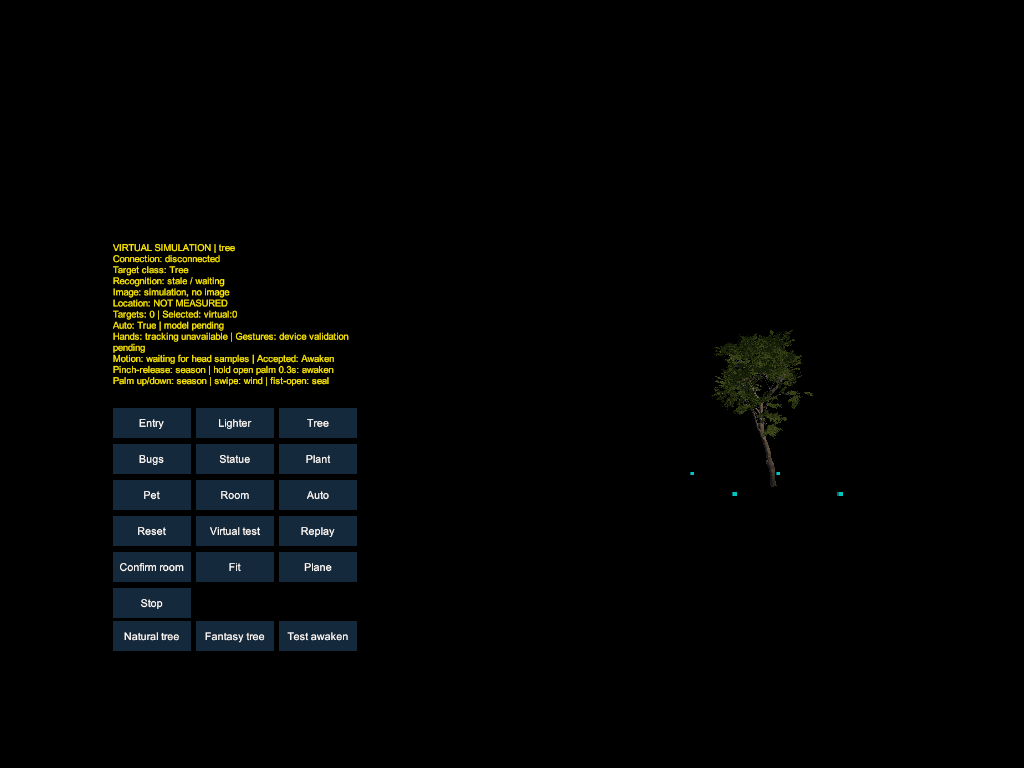 VIRTUAL SIMULATION | tree
Connection: disconnected
Target class: Tree
Recognition: stale / waiting
Image: simulation, no image
Location: NOT MEASURED
Targets: 0 | Selected: virtual:0
Auto: True | model pending
Hands: tracking unavailable | Gestures: device validation
pending
Motion: waiting for head samples | Accepted: Awaken
Pinch-release: season | hold open palm 0.3s: awaken
Palm up/down: season | swipe: wind | fist-open: seal
Entry Lighter Tree
Bugs Statue Plant
Pet Room Auto
Reset Virtual test Replay
Confirm room Fit Plane
Stop
Natural tree Fantasy tree Test awaken